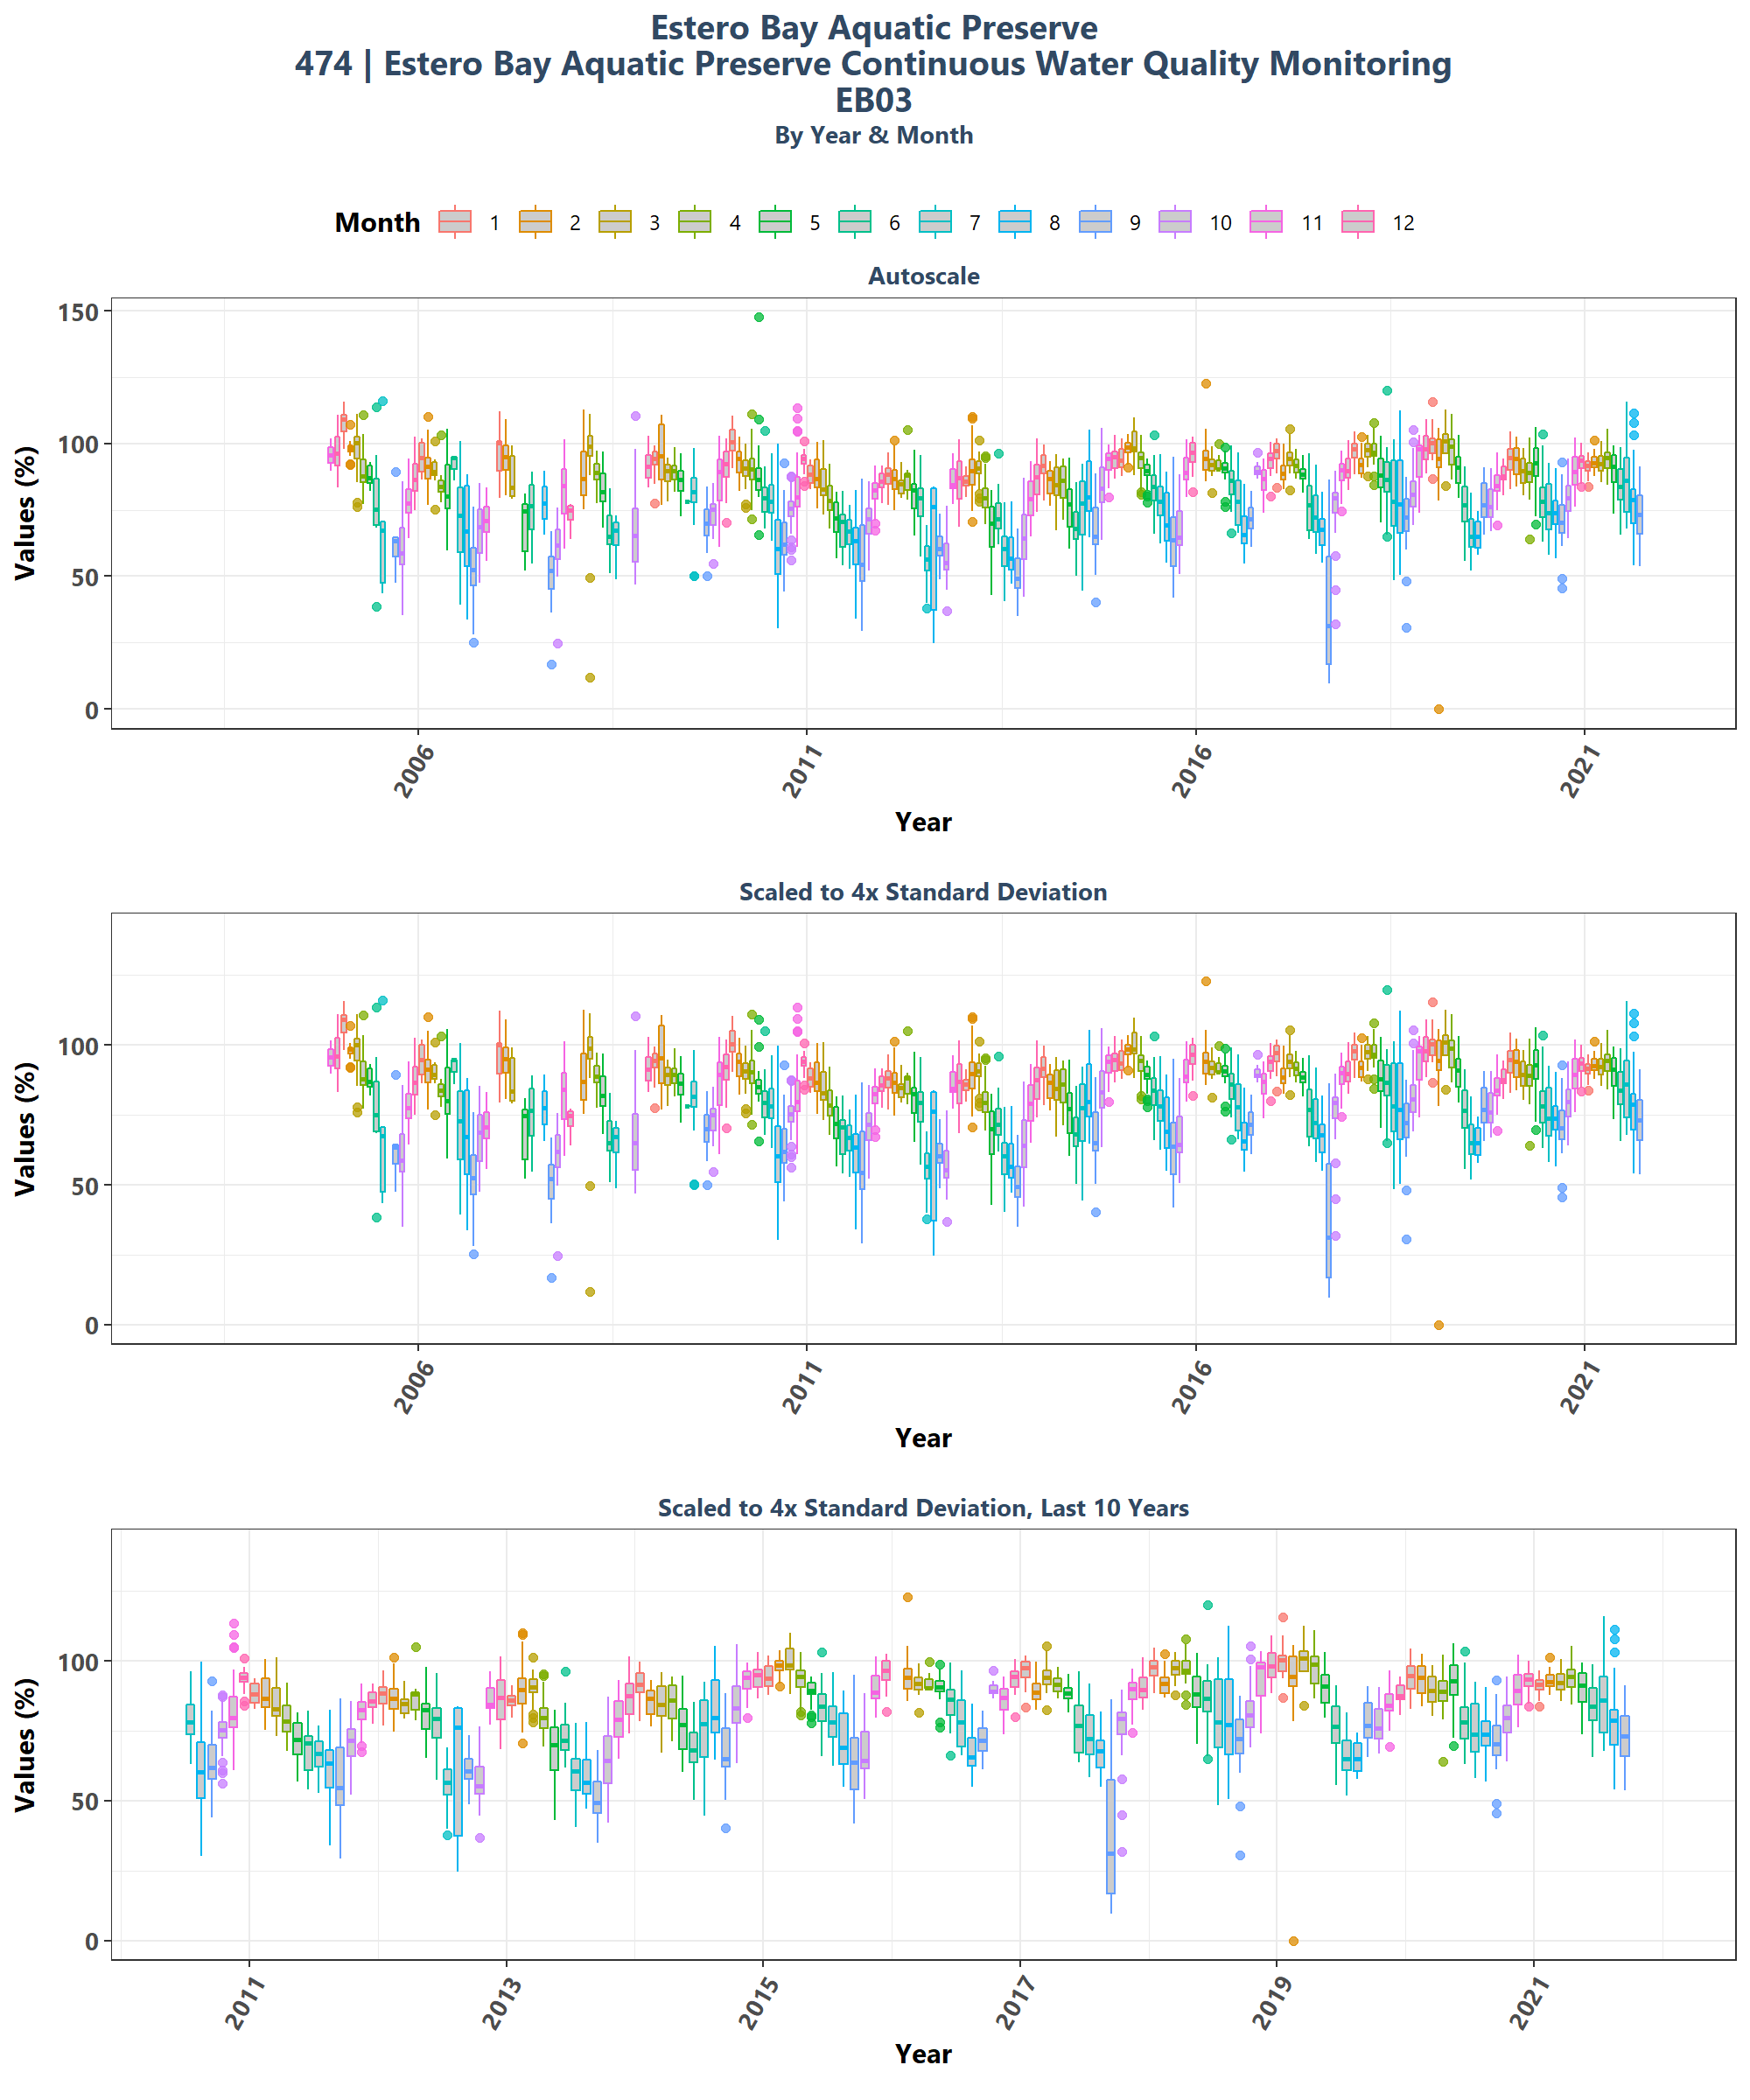 Estero Bay Aquatic Preserve
474 | Estero Bay Aquatic Preserve Continuous Water Quality Monitoring
EB03
By Year & Month
Month 1 2 3 4 5 6 7 8 9 10 11 12
Autoscale
Values (%)
150
100
50
0
2006 2011 2016 2021
Year
Scaled to 4x Standard Deviation
Values (%)
100
50
0
2006 2011 2016 2021
Year
Scaled to 4x Standard Deviation, Last 10 Years
Values (%)
100
50
0
2011 2013 2015 2017 2019 2021
Year